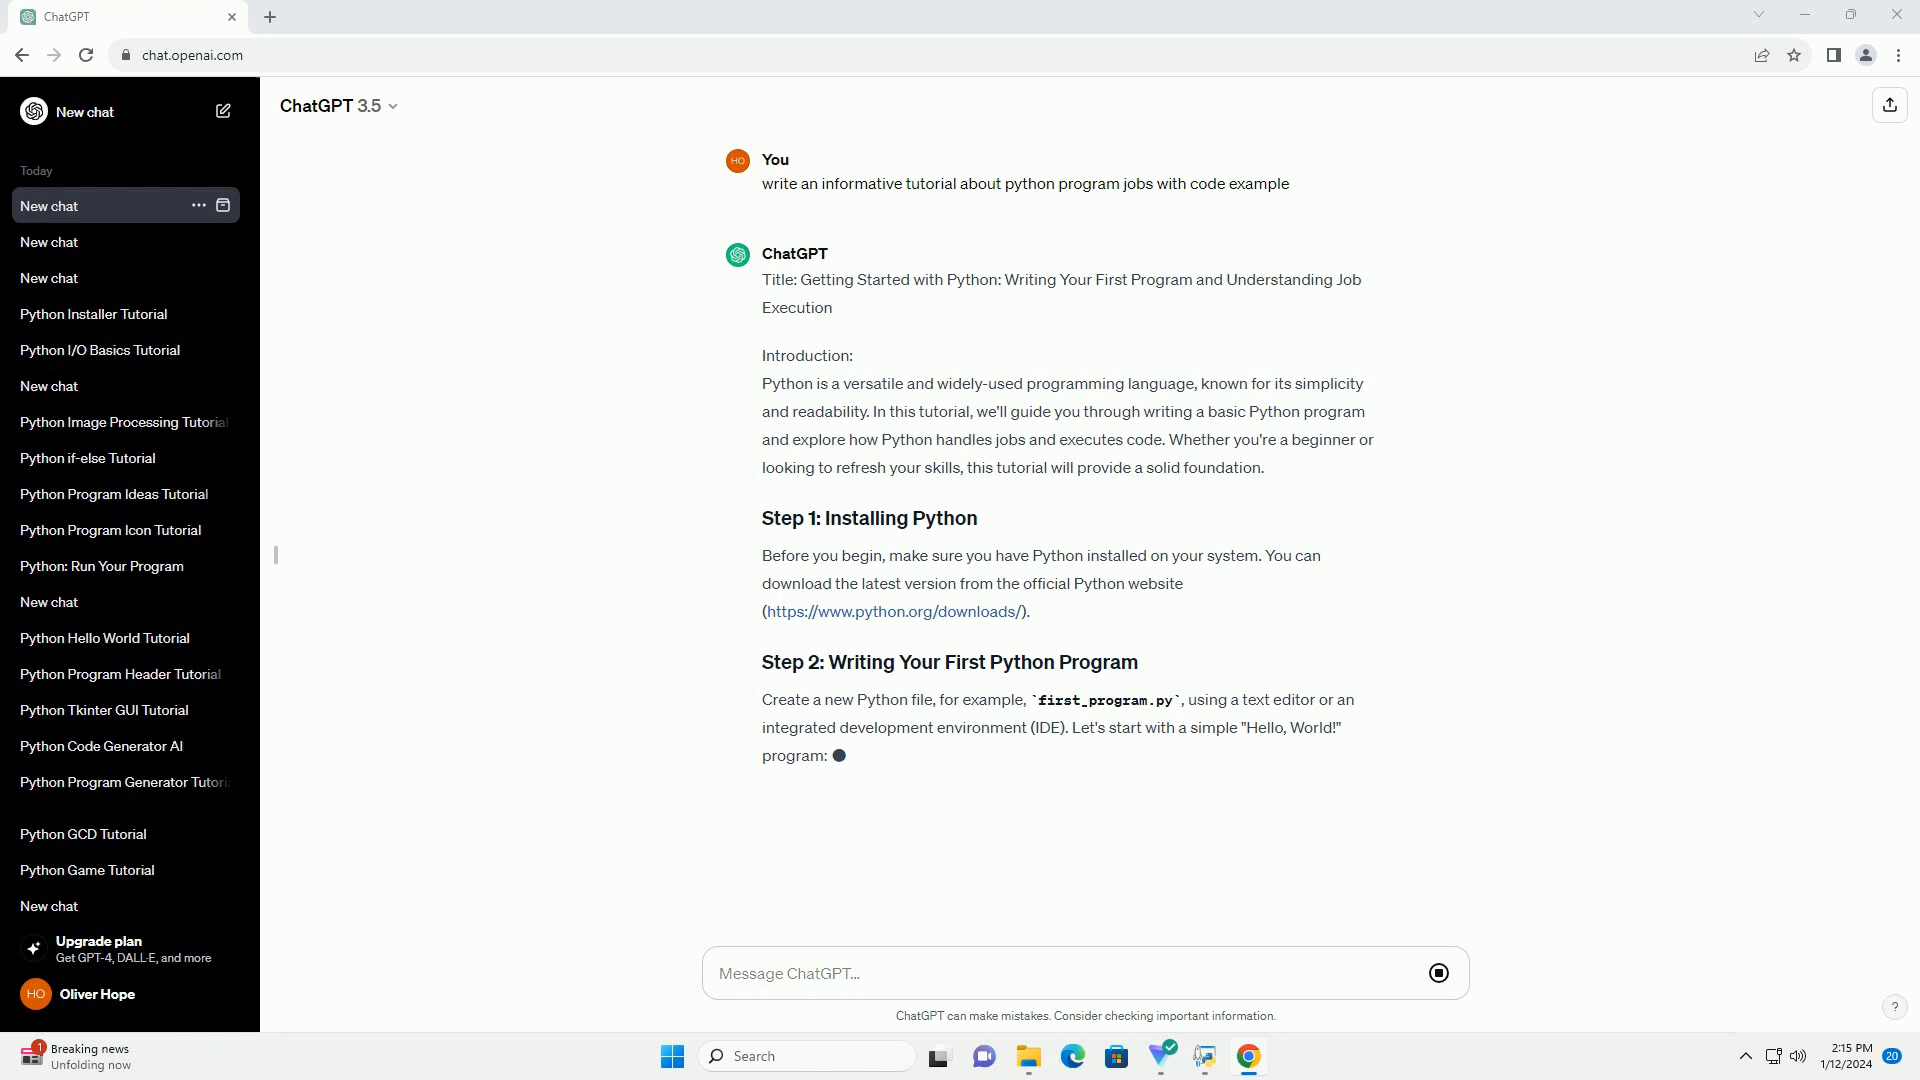 ChatGPT
chat.openai.com
New chat
Today
New chat
New chat
New chat
Python Installer Tutorial
Python I/O Basics Tutorial
New chat
Python Image Processing Tutorial
Python if-else Tutorial
Python Program Ideas Tutorial
Python Program Icon Tutorial
Python: Run Your Program
New chat
Python Hello World Tutorial
Python Program Header Tutorial
Python Tkinter GUI Tutorial
Python Code Generator AI
Python Program Generator Tutori
Python GCD Tutorial
Python Game Tutorial
New chat
Upgrade plan
Get GPT-4, DALL·E, and more
HO Oliver Hope
ChatGPT 3.5
HO You
write an informative tutorial about python program jobs with code example
ChatGPT
Title: Getting Started with Python: Writing Your First Program and Understanding Job
Execution
Introduction:
Python is a versatile and widely-used programming language, known for its simplicity
and readability. In this tutorial, we'll guide you through writing a basic Python program
and explore how Python handles jobs and executes code. Whether you're a beginner or
looking to refresh your skills, this tutorial will provide a solid foundation.
Step 1: Installing Python
Before you begin, make sure you have Python installed on your system. You can
download the latest version from the official Python website
(https://www.python.org/downloads/).
Step 2: Writing Your First Python Program
Create a new Python file, for example, `first_program.py`, using a text editor or an
integrated development environment (IDE). Let's start with a simple "Hello, World!"
program:
Message ChatGPT...
ChatGPT can make mistakes. Consider checking important information.
?
1
Breaking news
Unfolding now
Search
2:15 PM
1/12/2024
20